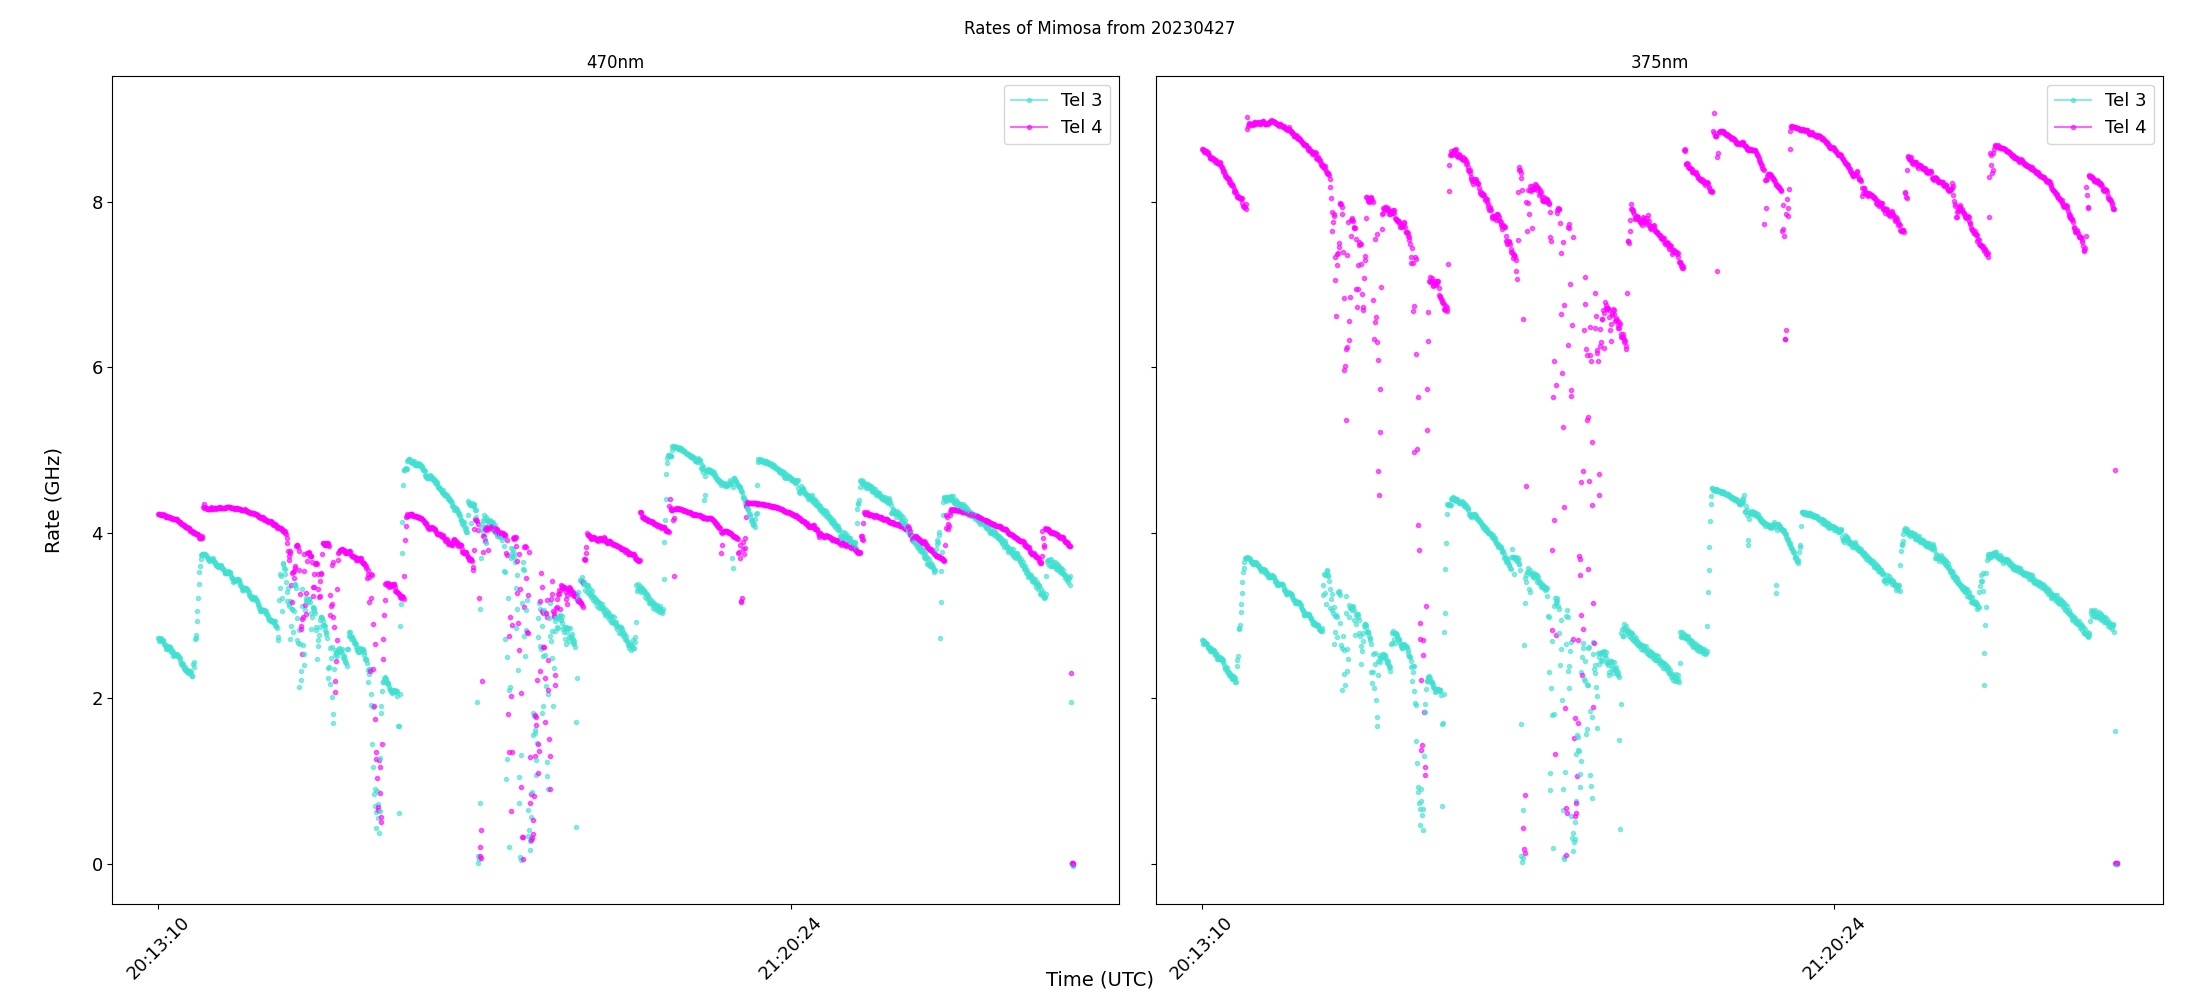 Rates of Mimosa from 20230427
470nm
375nm
Tel 3
Tel 4
Tel 3
Tel 4
Rate (GHz)
8
6
4
2
0
20:13:10
21:20:24
20:13:10
21:20:24
Time (UTC)